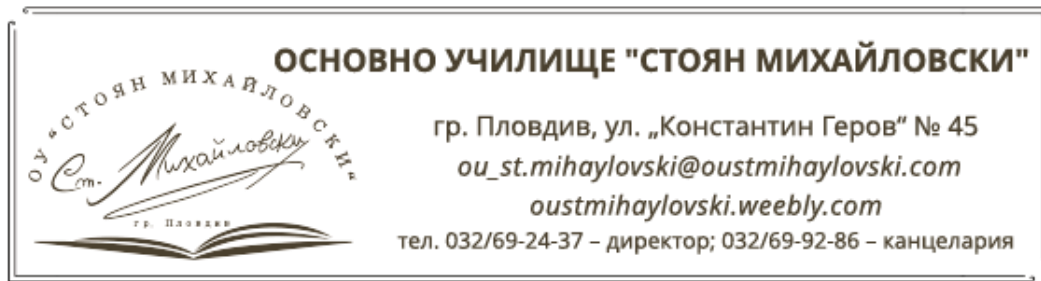 ОСНОВНО УЧИЛИЩЕ "СТОЯН МИХАЙЛОВСКИ"
гр. Пловдив, ул. „Константин Геров“ № 45
ou_st.mihaylovski@oustmihaylovski.com
oustmihaylovski.weebly.com
тел. 032/69-24-37 – директор; 032/69-92-86 – канцелария
ОУ "СТОЯН МИХАЙЛОВСКИ"
Ст. Михайловски
гр. Пловдив